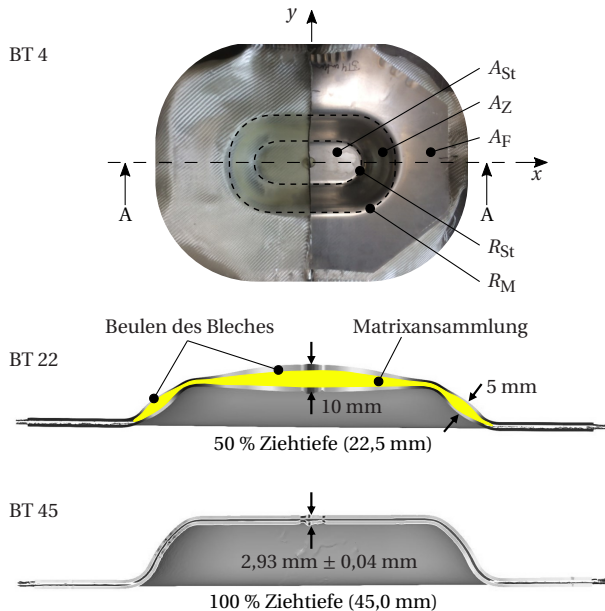 y
BT 4
A_St
A_Z
A_F
x
A
A
R_St
R_M
Beulen des Bleches
Matrixansammlung
BT 22
5 mm
10 mm
50 % Ziehtiefe (22,5 mm)
BT 45
2,93 mm ± 0,04 mm
100 % Ziehtiefe (45,0 mm)